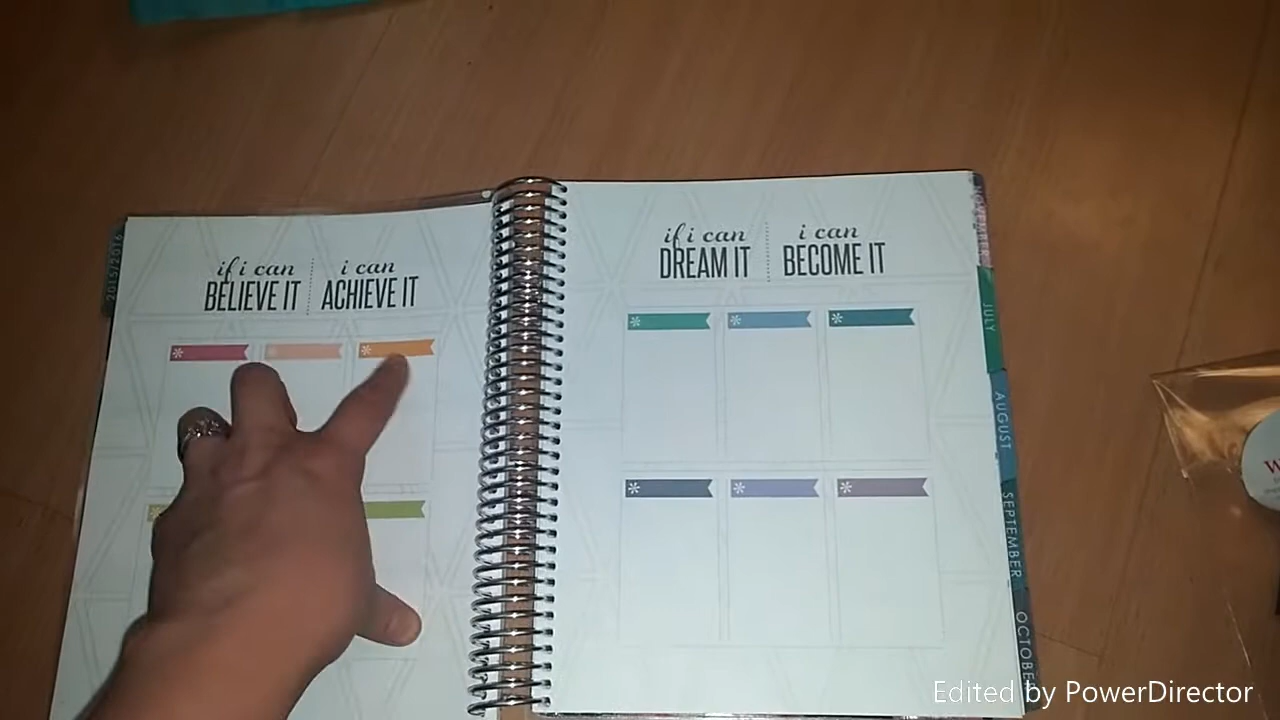 2015/2016
if i can
BELIEVE IT
i can
ACHIEVE IT
if i can
DREAM IT
i can
BECOME IT
JULY
AUGUST
SEPTEMBER
OCTOBE
W
Edited by PowerDirector